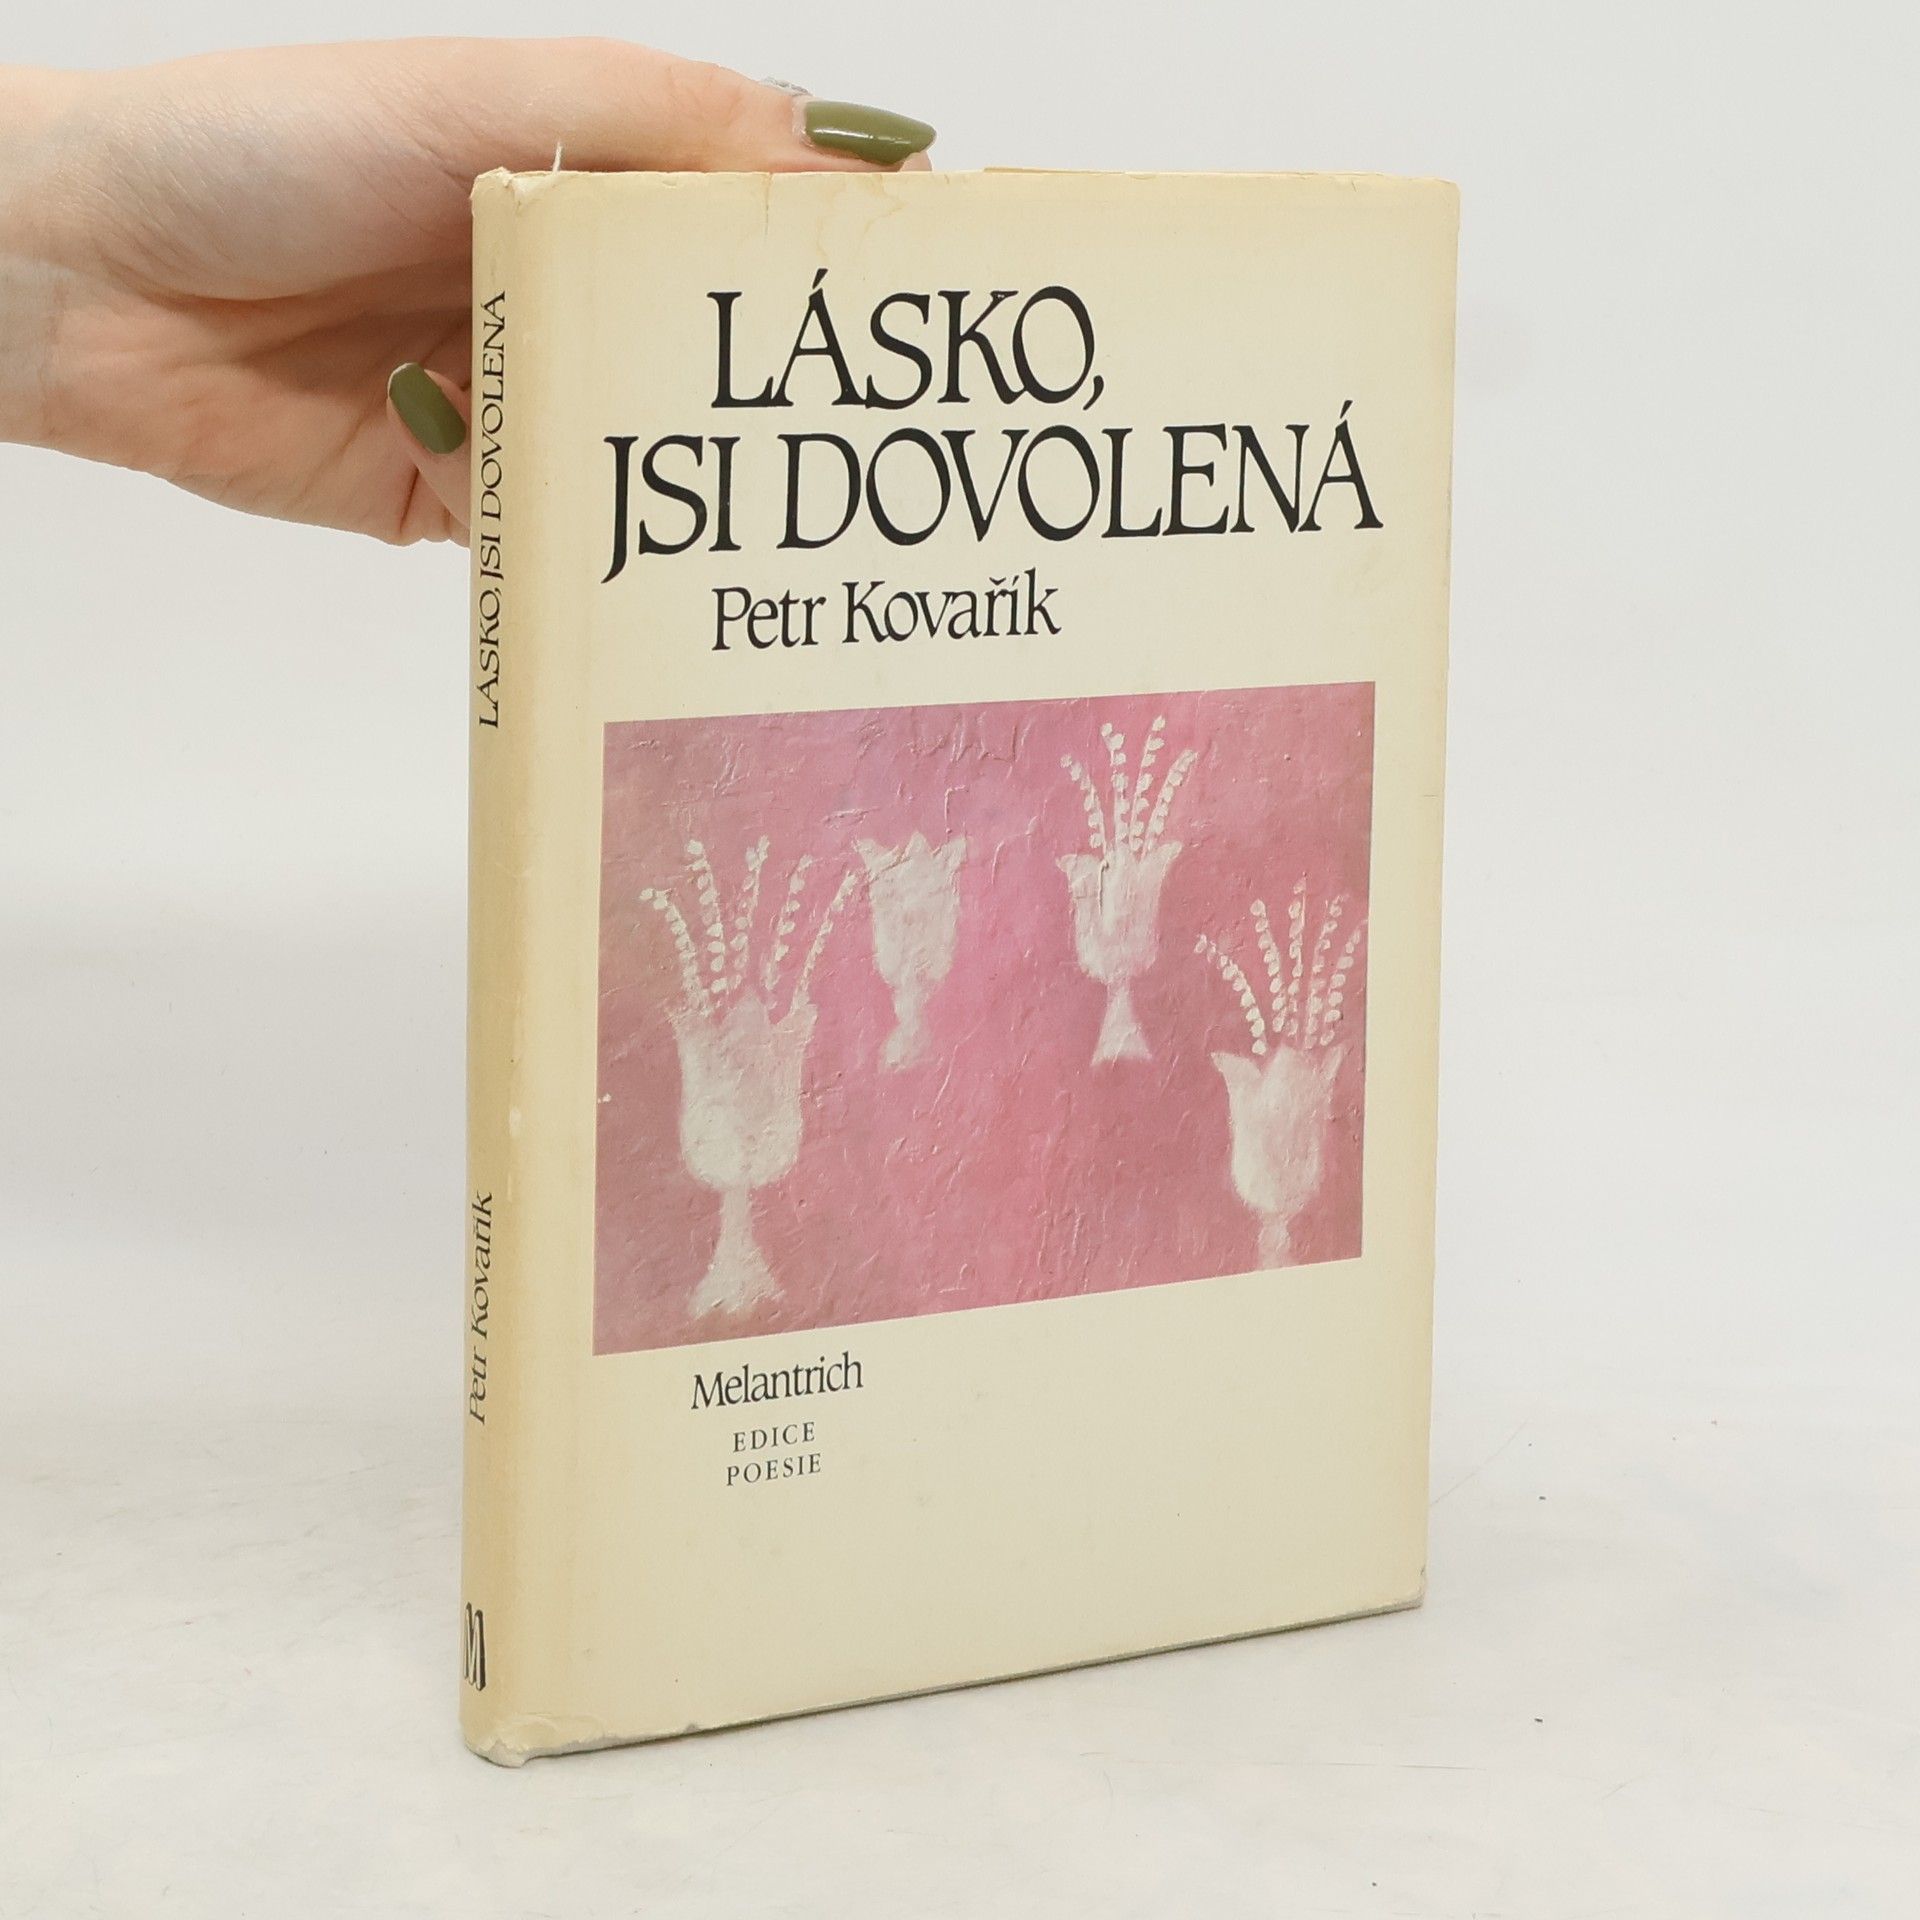 LÁSKO,
JSI DOVOLENÁ
Petr Kovařík
Melantrich
EDICE
POESIE
LÁSKO, JSI DOVOLENÁ
Petr Kovařík
M